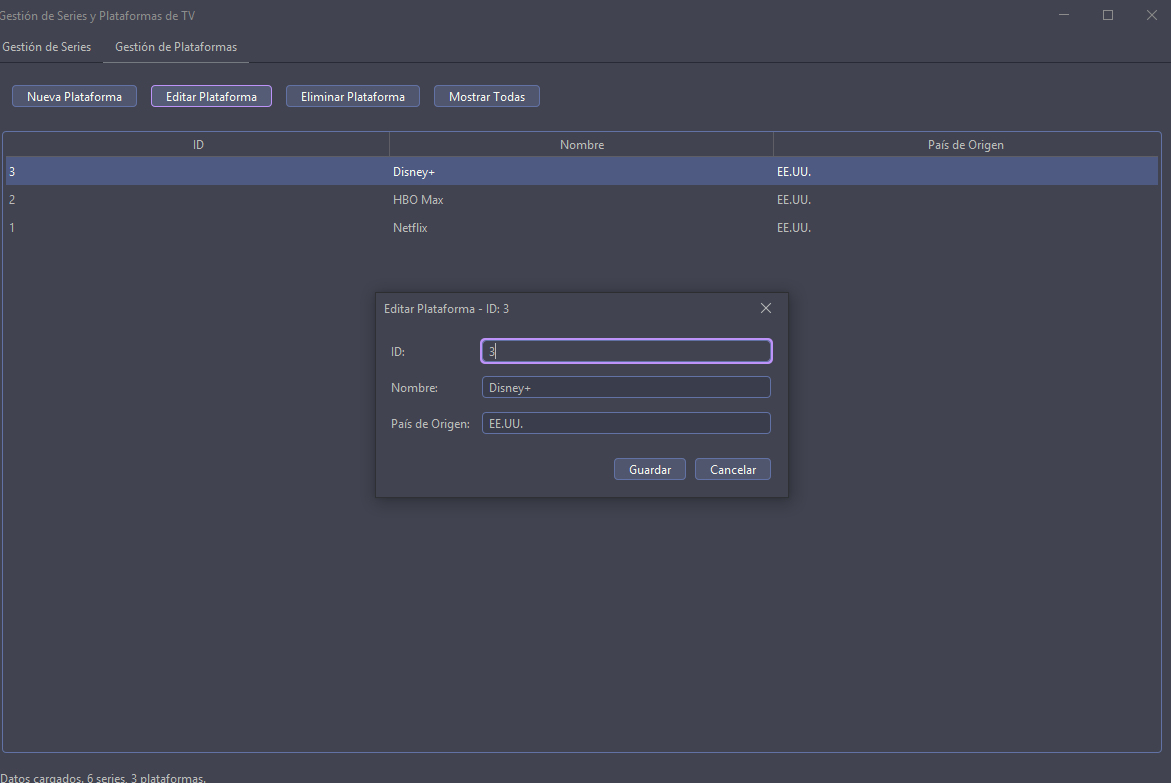 Gestión de Series y Plataformas de TV
Gestión de Series Gestión de Plataformas
Nueva Plataforma Editar Plataforma Eliminar Plataforma Mostrar Todas
ID Nombre País de Origen
3 Disney+ EE.UU.
2 HBO Max EE.UU.
1 Netflix EE.UU.
Editar Plataforma - ID: 3
ID: 3
Nombre: Disney+
País de Origen: EE.UU.
Guardar Cancelar
Datos cargados. 6 series, 3 plataformas.